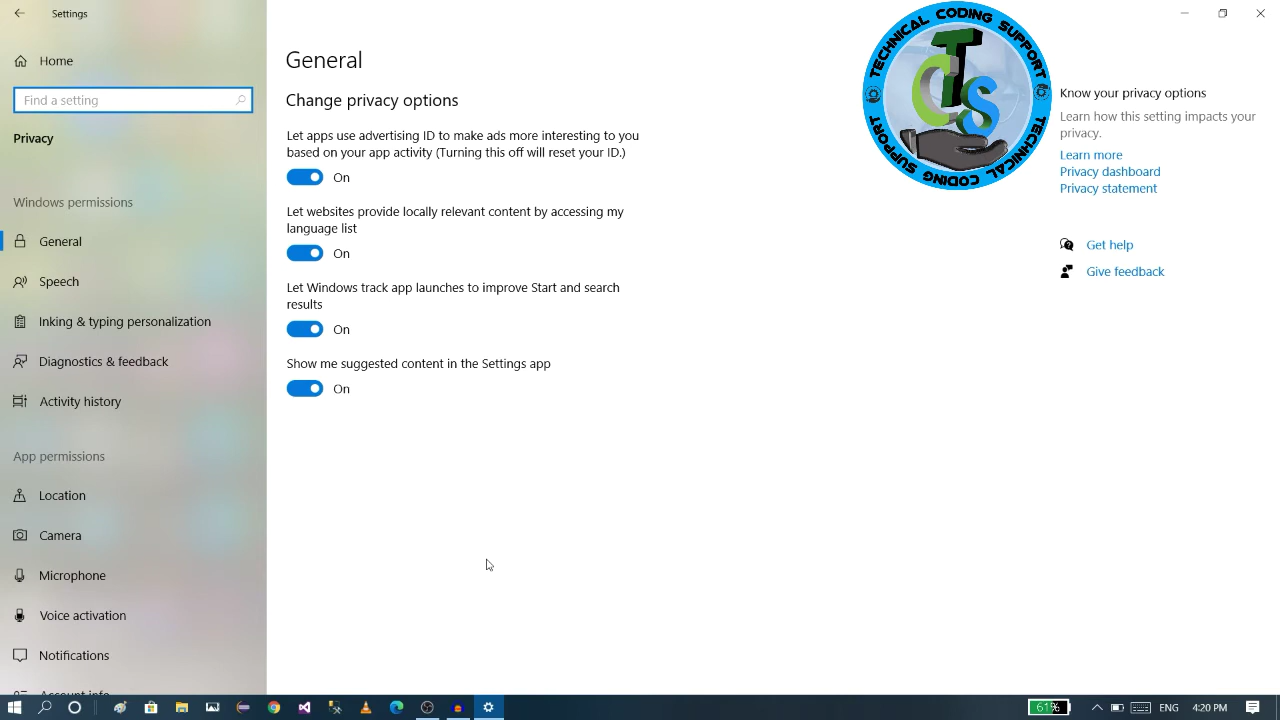 Settings
Home
Find a setting
Privacy
Windows permissions
General
Speech
Inking & typing personalization
Diagnostics & feedback
Activity history
App permissions
Location
Camera
Microphone
Voice activation
Notifications
Account info
General
Change privacy options
Let apps use advertising ID to make ads more interesting to you
based on your app activity (Turning this off will reset your ID.)
On
Let websites provide locally relevant content by accessing my
language list
On
Let Windows track app launches to improve Start and search
results
On
Show me suggested content in the Settings app
On
TECHNICAL CODING SUPPORT
TECHNICAL CODING SUPPORT
TCS
Know your privacy options
Learn how this setting impacts your
privacy.
Learn more
Privacy dashboard
Privacy statement
Get help
Give feedback
61%
ENG
4:20 PM